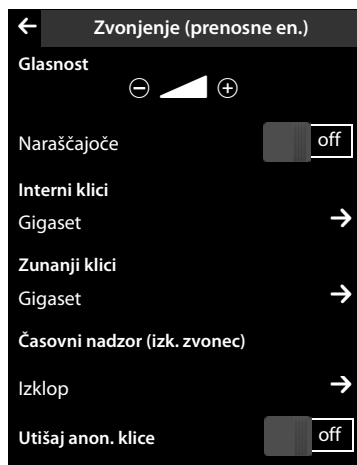 Zvonjenje (prenosne en.)
Glasnost
Naraščajoče off
Interni klici
Gigaset
Zunanji klici
Gigaset
Časovni nadzor (izk. zvonec)
Izklop
Utišaj anon. klice off